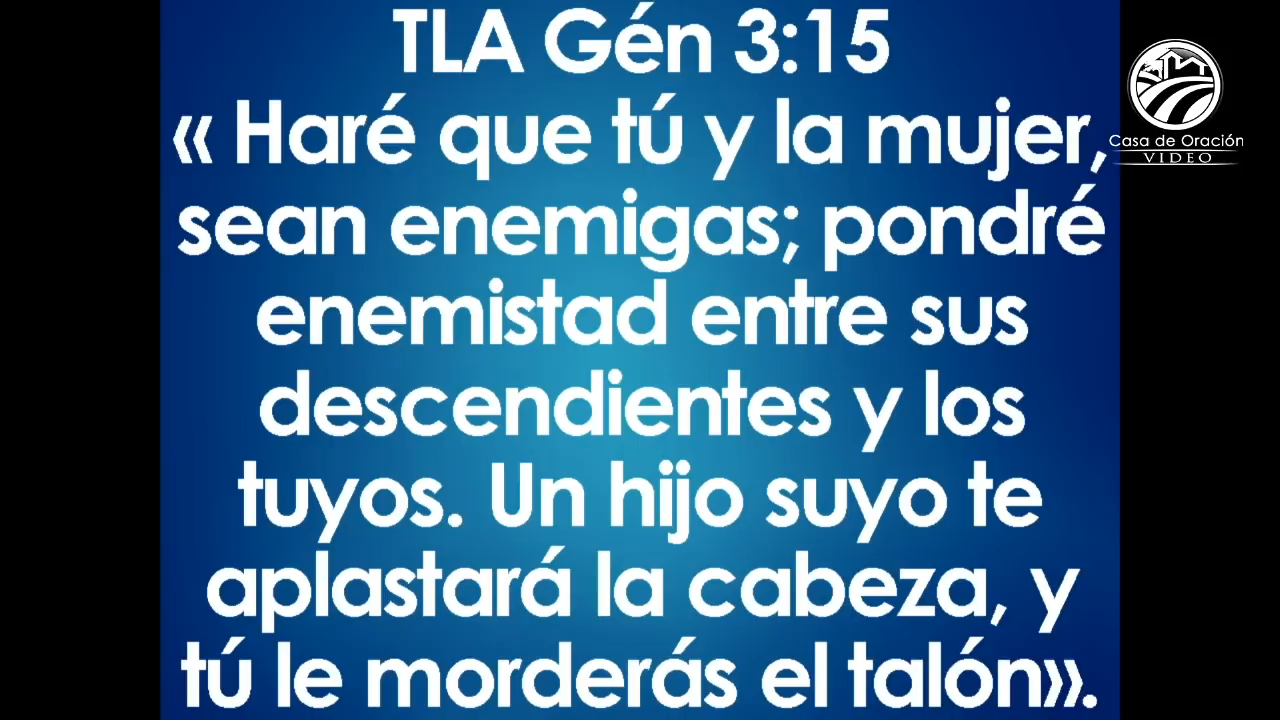 TLA Gén 3:15
« Haré que tú y la mujer,
sean enemigas; pondré
enemistad entre sus
descendientes y los
tuyos. Un hijo suyo te
aplastará la cabeza, y
tú le morderás el talón».
Casa de Oración
VIDEO